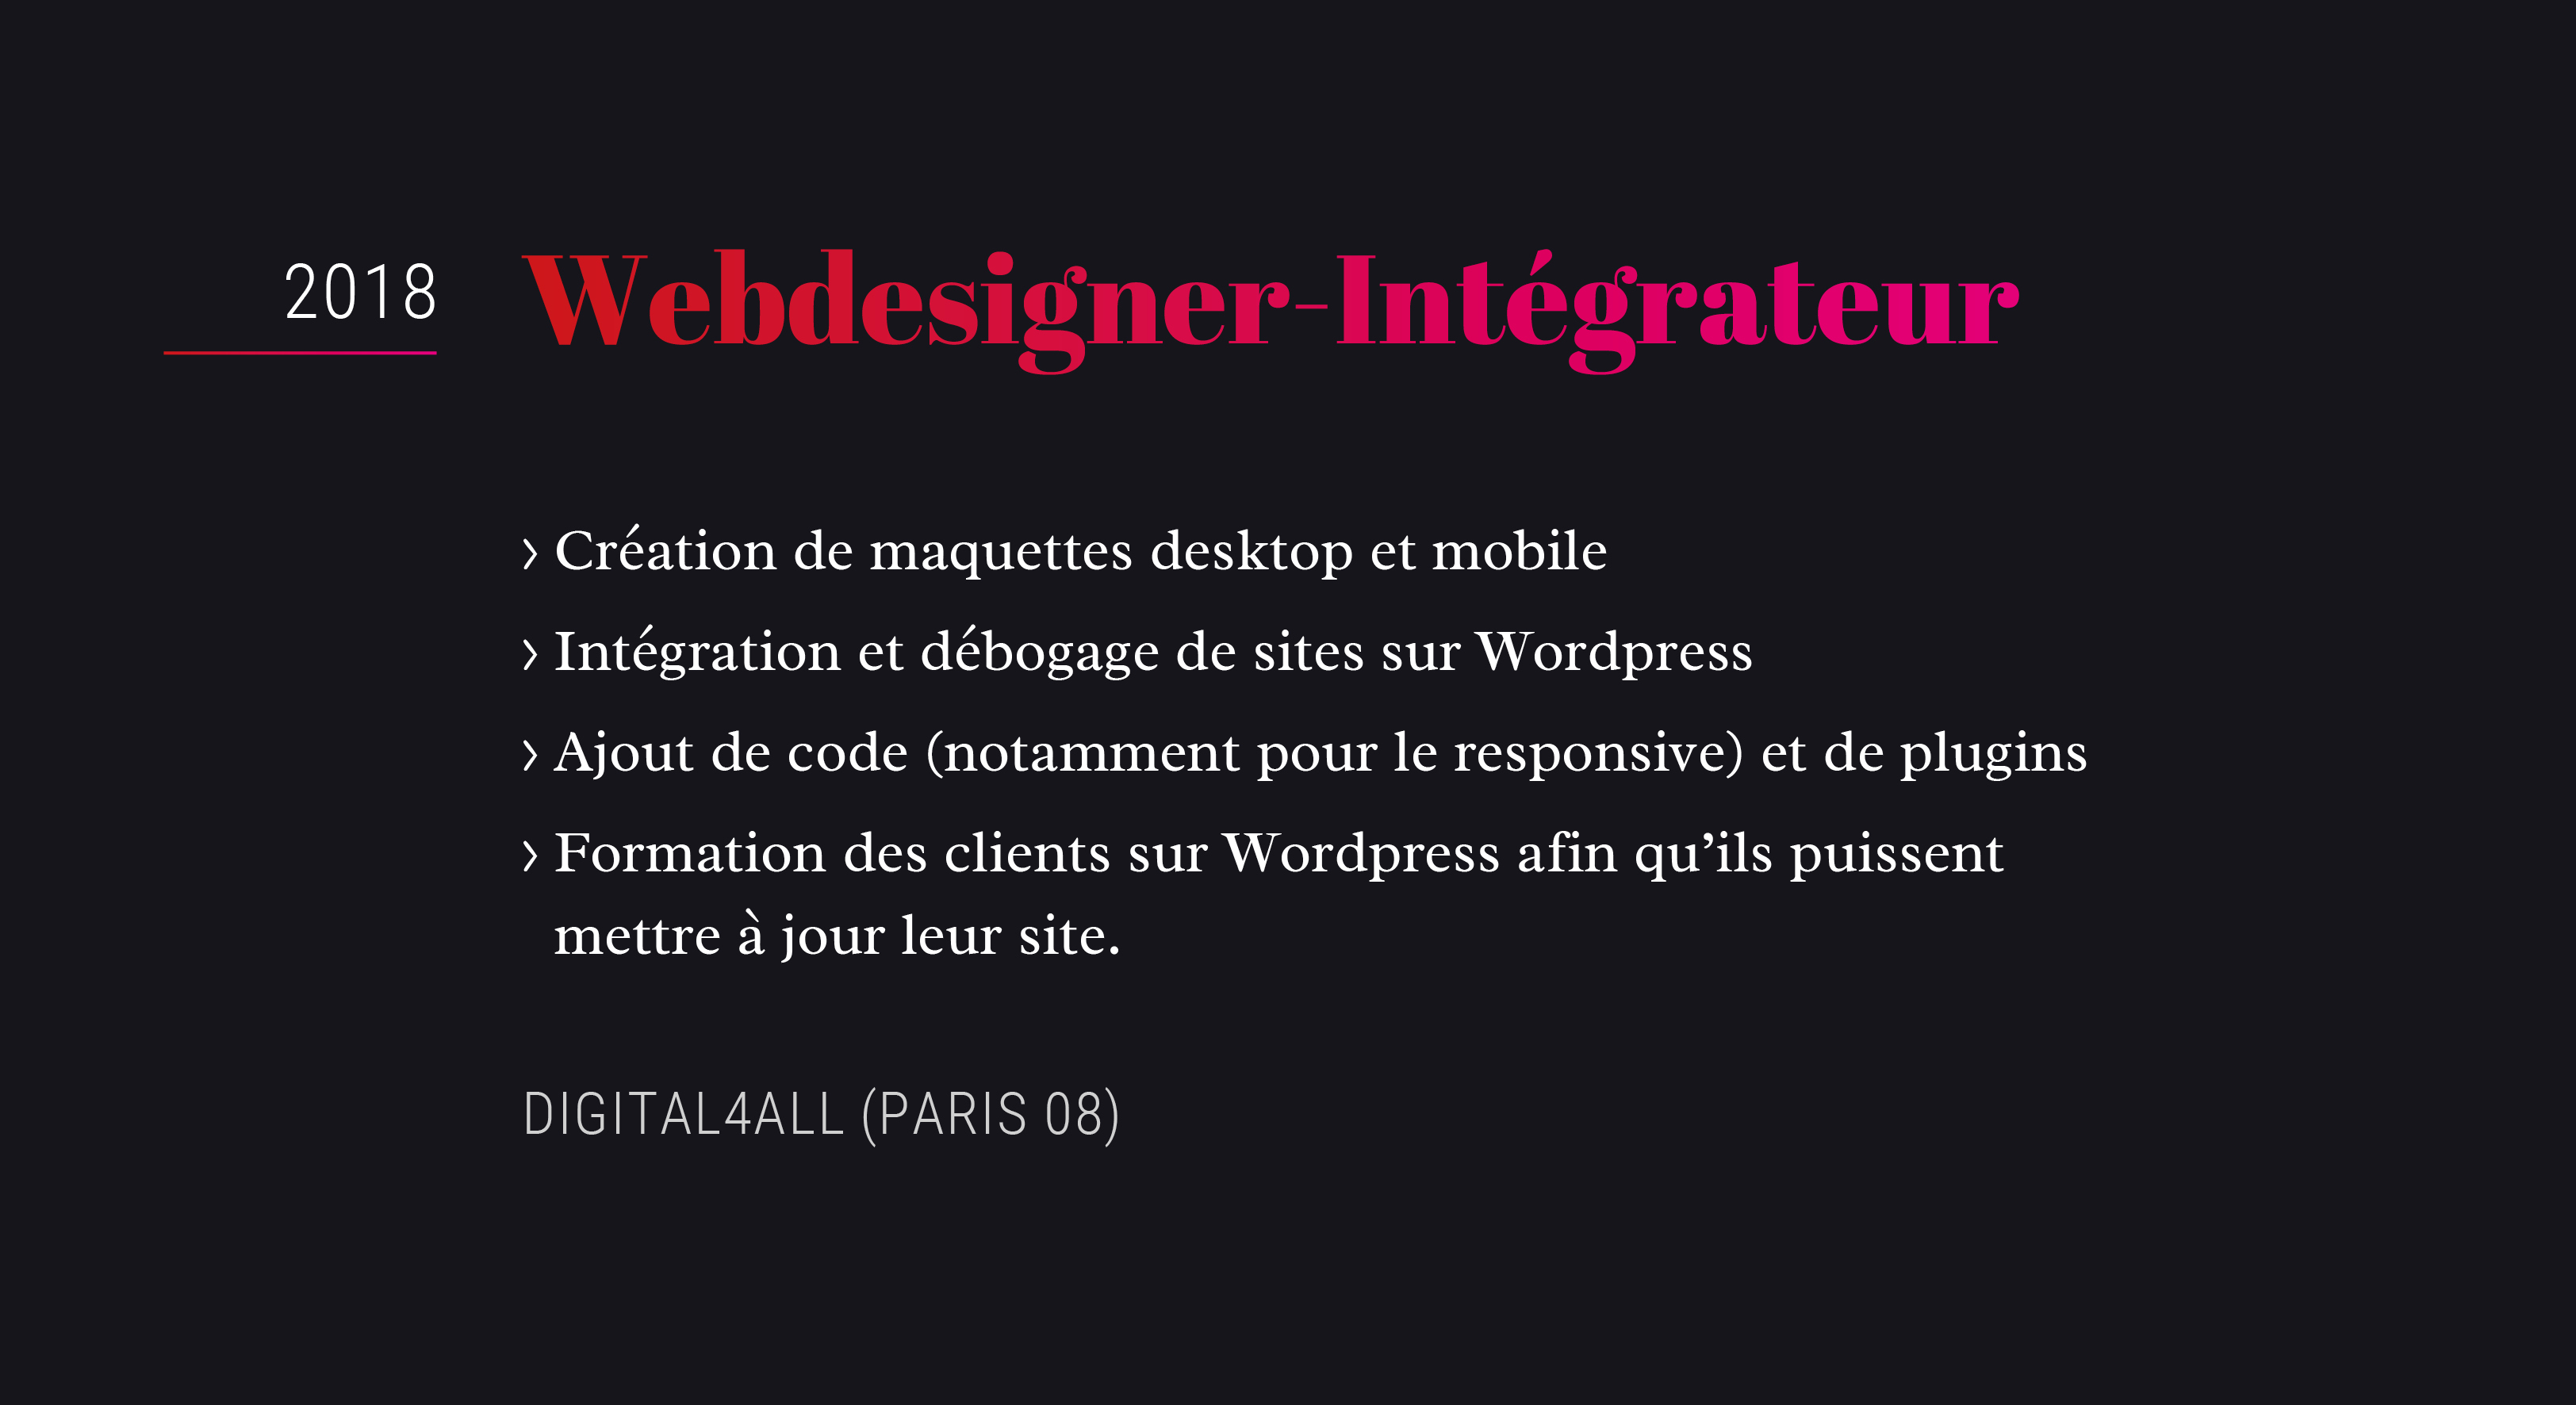 2018
Webdesigner-Intégrateur
› Création de maquettes desktop et mobile
› Intégration et débogage de sites sur Wordpress
› Ajout de code (notamment pour le responsive) et de plugins
› Formation des clients sur Wordpress afin qu’ils puissent
mettre à jour leur site.
DIGITAL4ALL (PARIS 08)